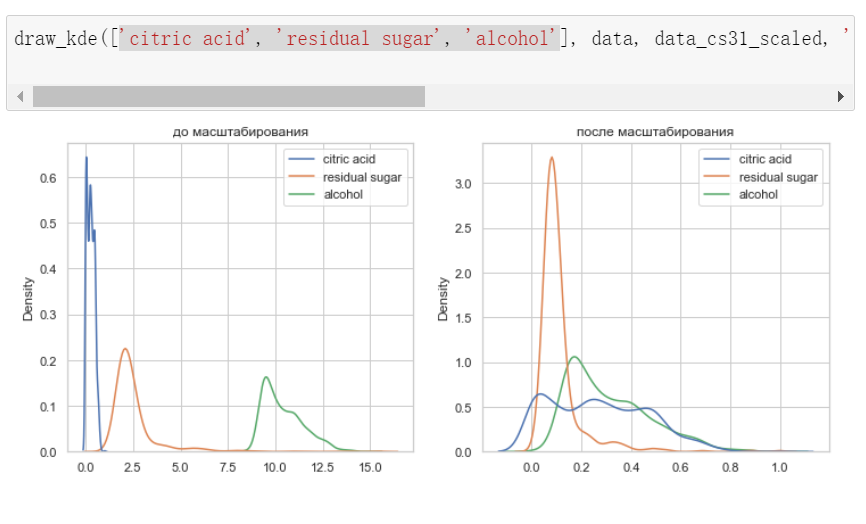 draw_kde(['citric acid', 'residual sugar', 'alcohol'], data, data_cs31_scaled, '
до масштабирования
citric acid
residual sugar
alcohol
Density
0.6
0.5
0.4
0.3
0.2
0.1
0.0
0.0 2.5 5.0 7.5 10.0 12.5 15.0
после масштабирования
citric acid
residual sugar
alcohol
Density
3.0
2.5
2.0
1.5
1.0
0.5
0.0
0.0 0.2 0.4 0.6 0.8 1.0